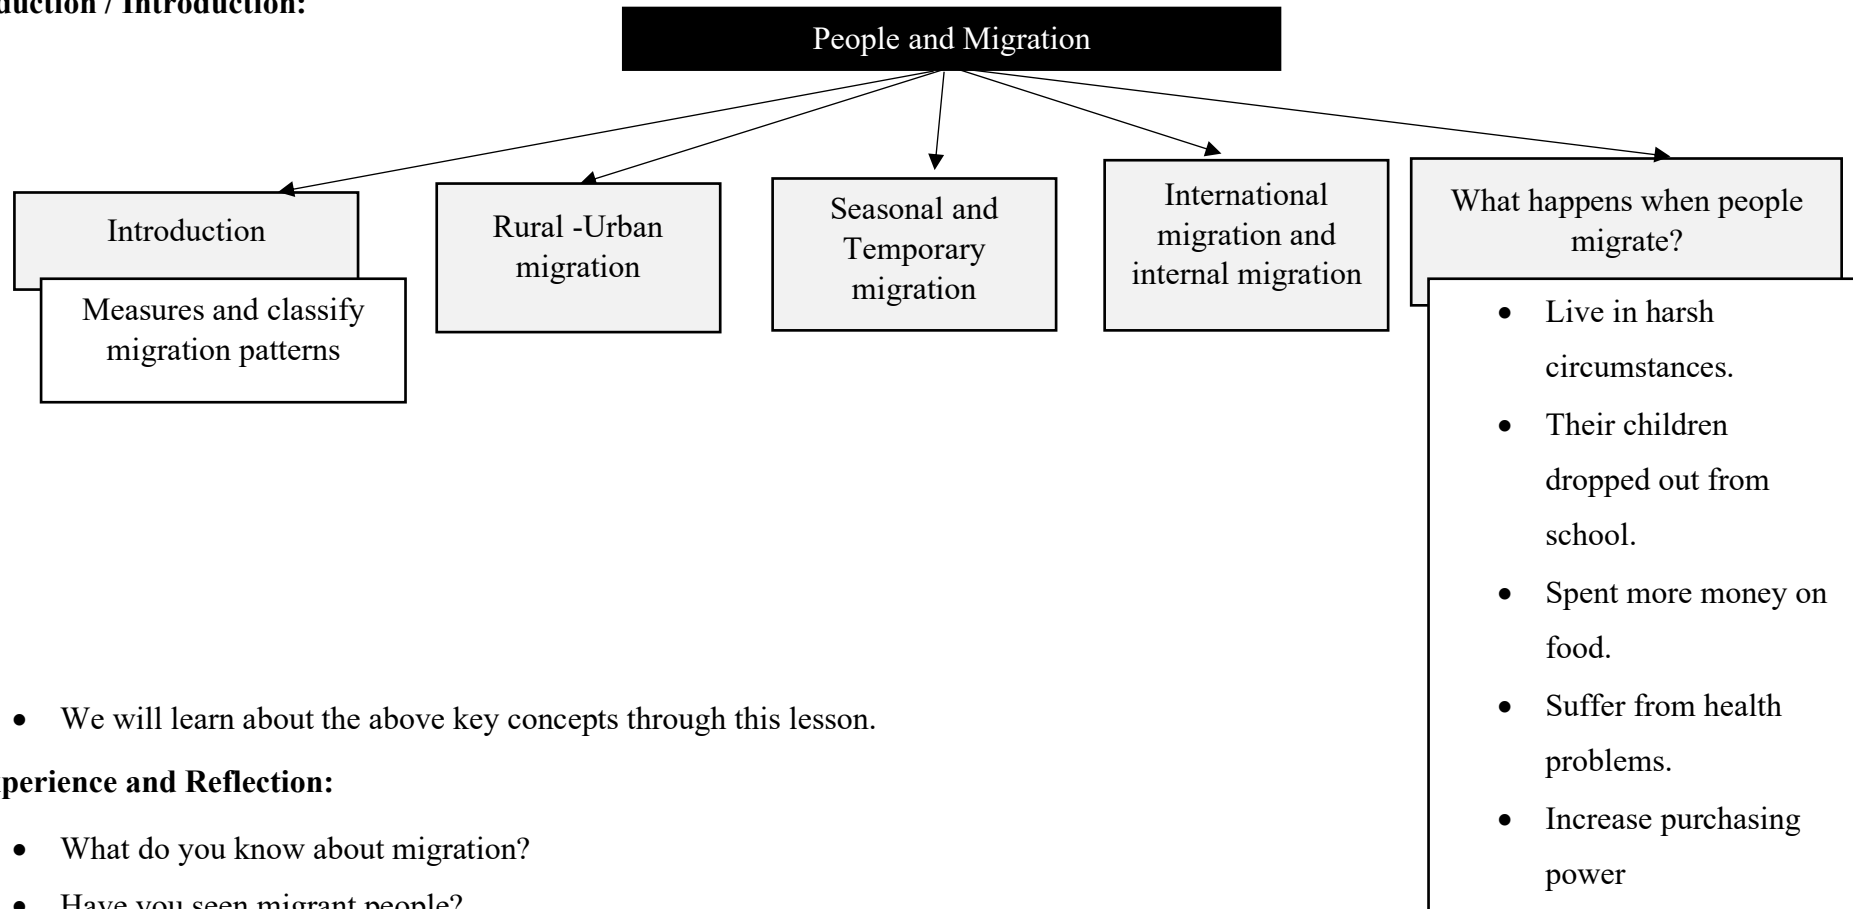 duction / Introduction:
People and Migration
Introduction
Measures and classify
migration patterns
Rural -Urban
migration
Seasonal and
Temporary
migration
International
migration and
internal migration
What happens when people
migrate?
• Live in harsh
circumstances.
• Their children
dropped out from
school.
• Spent more money on
food.
• Suffer from health
problems.
• Increase purchasing
power
• We will learn about the above key concepts through this lesson.
perience and Reflection:
• What do you know about migration?
• Have you seen migrant people?